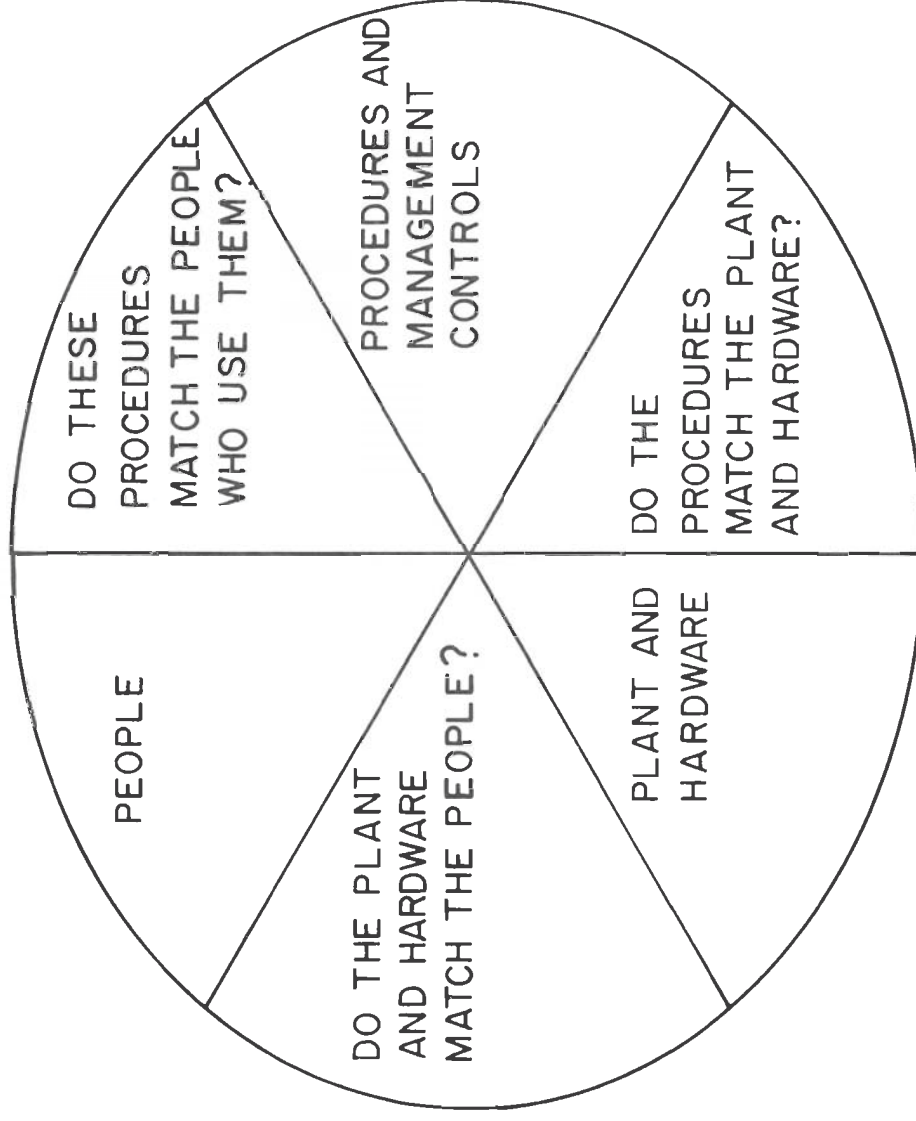 PEOPLE
DO THESE
PROCEDURES
MATCH THE PEOPLE
WHO USE THEM?
PROCEDURES AND
MANAGEMENT
CONTROLS
DO THE
PROCEDURES
MATCH THE PLANT
AND HARDWARE?
PLANT AND
HARDWARE
DO THE PLANT
AND HARDWARE
MATCH THE PEOPLE?